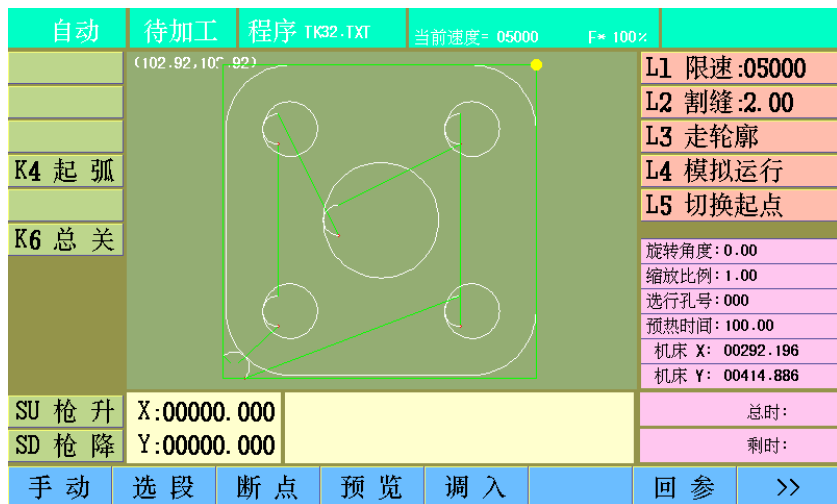 自动 待加工 程序 TK32.TXT 当前速度= 05000 F* 100%
(102.92,102.92)
L1 限速:05000
L2 割缝:2.00
L3 走轮廓
K4 起 弧
L4 模拟运行
L5 切换起点
K6 总 关
旋转角度:0.00
缩放比例:1.00
选行孔号:000
预热时间:100.00
机床 X: 00292.196
机床 Y: 00414.886
SU 枪 升
X:00000.000
总时:
SD 枪 降
Y:00000.000
剩时:
手 动 选 段 断 点 预 览 调 入 回 参 >>